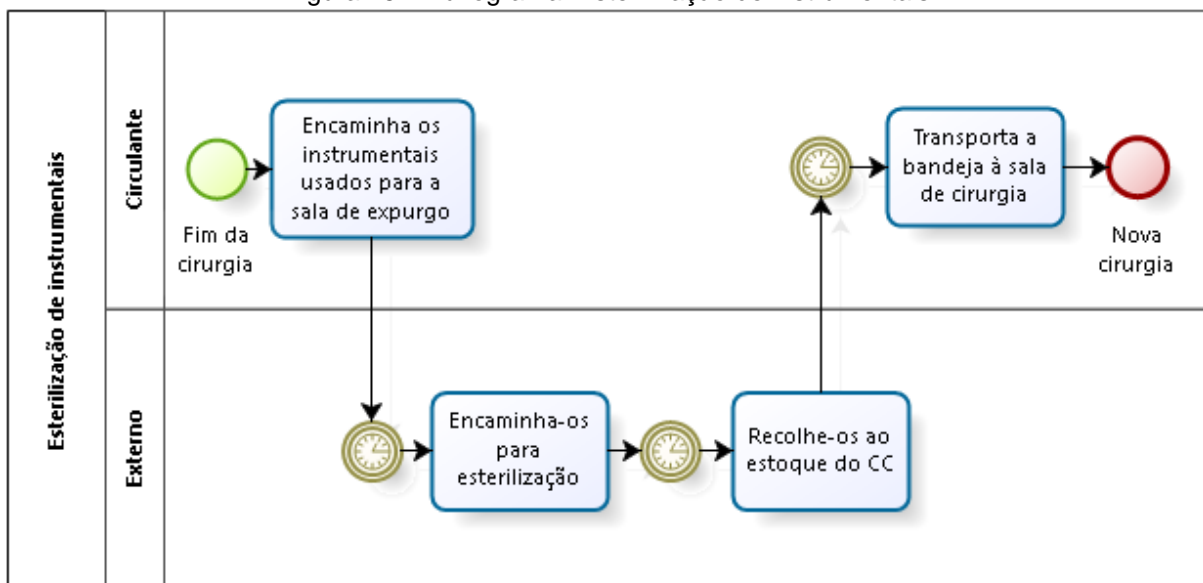 Esterilização de instrumentais
Circulante
Fim da
cirurgia
Encaminha os
instrumentais
usados para a
sala de expurgo
Transporta a
bandeja à sala
de cirurgia
Nova
cirurgia
Externo
Encaminha-os
para
esterilização
Recolhe-os ao
estoque do CC